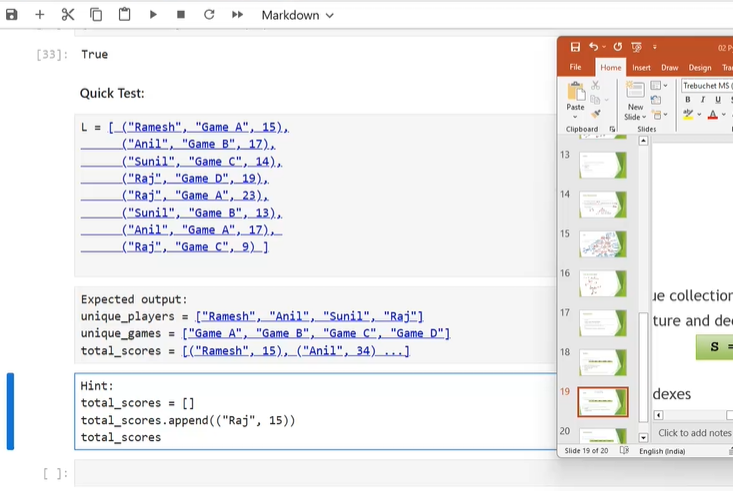 Markdown
[33]: True
Quick Test:
L = [ ("Ramesh", "Game A", 15),
("Anil", "Game B", 17),
("Sunil", "Game C", 14),
("Raj", "Game D", 19),
("Raj", "Game A", 23),
("Sunil", "Game B", 13),
("Anil", "Game A", 17),
("Raj", "Game C", 9) ]
Expected output:
unique_players = ["Ramesh", "Anil", "Sunil", "Raj"]
unique_games = ["Game A", "Game B", "Game C", "Game D"]
total_scores = [("Ramesh", 15), ("Anil", 34) ...]
Hint:
total_scores = []
total_scores.append(("Raj", 15))
total_scores
[ ]:
02 P
File Home Insert Draw Design Tra
Paste
New
Slide
Trebuchet MS
B I U S
Clipboard
Slides
13
14
15
16
17
18
19
20
ue collection
ture and de
S =
dexes
Click to add notes
Slide 19 of 20 English (India)